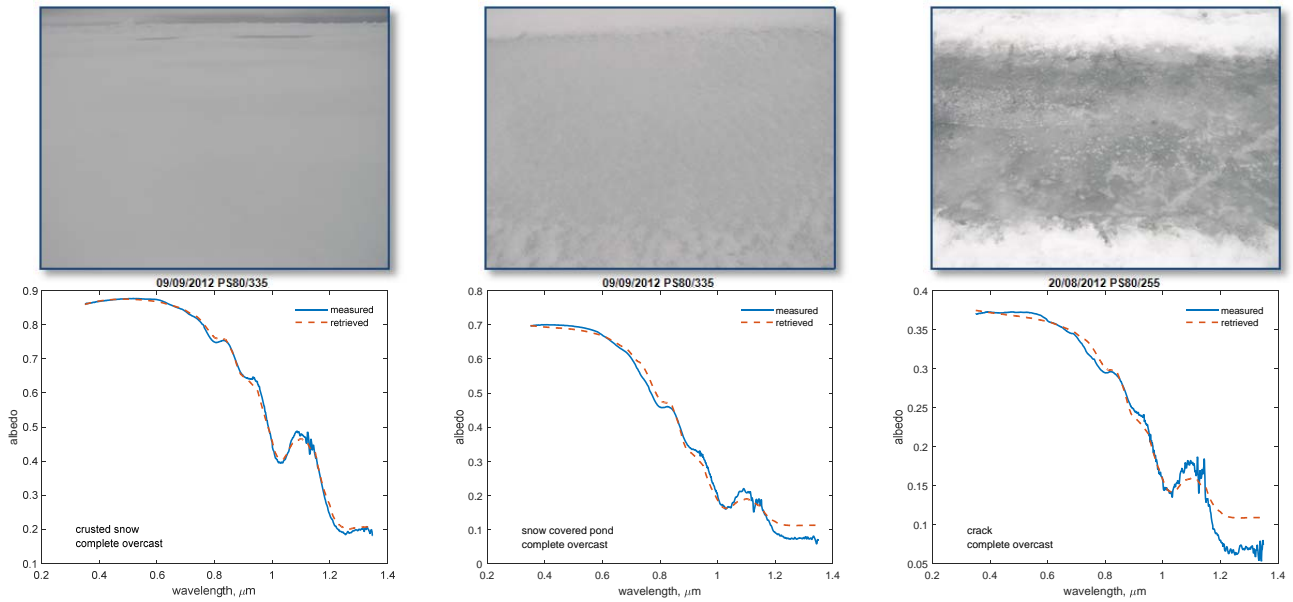 09/09/2012 PS80/335
0.9
0.8
0.7
0.6
0.5
0.4
0.3
0.2
0.1
albedo
measured
retrieved
crusted snow
complete overcast
0.2 0.4 0.6 0.8 1 1.2 1.4
wavelength, μm
09/09/2012 PS80/335
0.8
0.7
0.6
0.5
0.4
0.3
0.2
0.1
0
albedo
measured
retrieved
snow covered pond
complete overcast
0.2 0.4 0.6 0.8 1 1.2 1.4
wavelength, μm
20/08/2012 PS80/255
0.4
0.35
0.3
0.25
0.2
0.15
0.1
0.05
albedo
measured
retrieved
crack
complete overcast
0.2 0.4 0.6 0.8 1 1.2 1.4
wavelength, μm